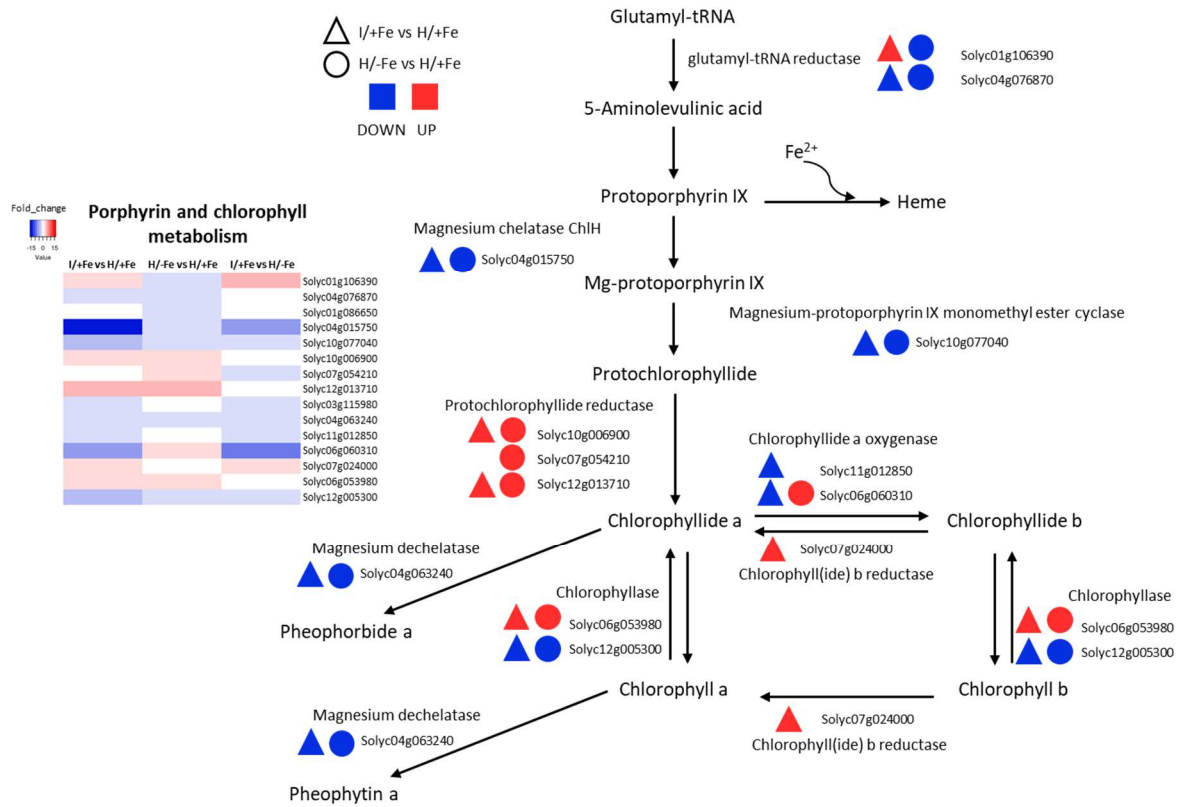 Glutamyl-tRNA
I/+Fe vs H/+Fe
H/-Fe vs H/+Fe
DOWN UP
glutamyl-tRNA reductase
Solyc01g106390
Solyc04g076870
5-Aminolevulinic acid
Fe2+
Protoporphyrin IX
Heme
Fold_change
-15 0 15
Value
Porphyrin and chlorophyll
metabolism
I/+Fe vs H/+Fe H/-Fe vs H/+Fe I/+Fe vs H/-Fe
Solyc01g106390
Solyc04g076870
Solyc01g086650
Solyc04g015750
Solyc10g077040
Solyc10g006900
Solyc07g054210
Solyc12g013710
Solyc03g115980
Solyc04g063240
Solyc11g012850
Solyc06g060310
Solyc07g024000
Solyc06g053980
Solyc12g005300
Magnesium chelatase ChlH
Solyc04g015750
Mg-protoporphyrin IX
Magnesium-protoporphyrin IX monomethyl ester cyclase
Solyc10g077040
Protochlorophyllide
Protochlorophyllide reductase
Solyc10g006900
Solyc07g054210
Solyc12g013710
Chlorophyllide a oxygenase
Solyc11g012850
Solyc06g060310
Chlorophyllide a
Chlorophyllide b
Solyc07g024000
Chlorophyll(ide) b reductase
Magnesium dechelatase
Solyc04g063240
Pheophorbide a
Chlorophyllase
Solyc06g053980
Solyc12g005300
Chlorophyllase
Solyc06g053980
Solyc12g005300
Chlorophyll a
Chlorophyll b
Solyc07g024000
Chlorophyll(ide) b reductase
Magnesium dechelatase
Solyc04g063240
Pheophytin a